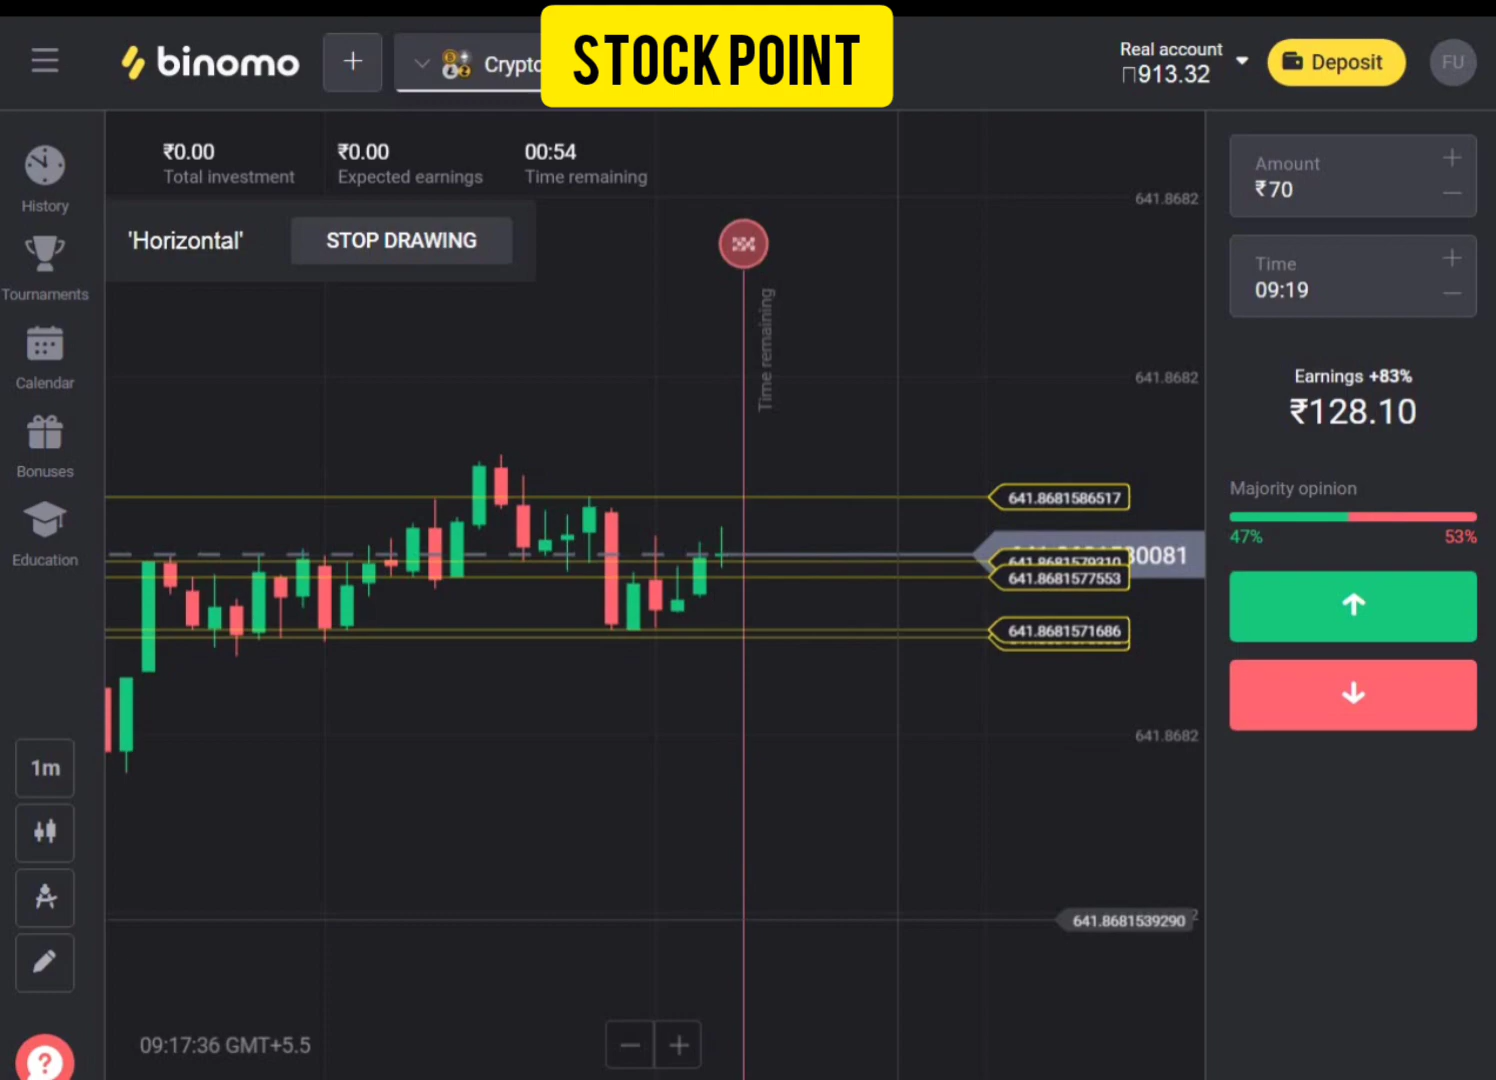 binomo
+
Crypto
STOCK POINT
Real account
913.32
Deposit
FU
₹0.00
Total investment
₹0.00
Expected earnings
00:54
Time remaining
History
Tournaments
Calendar
Bonuses
Education
'Horizontal'
STOP DRAWING
Time remaining
641.8682
641.8682
641.8681586517
30081
641.8681579310
641.8681577553
641.8681571686
641.8682
641.8681539290
Amount
₹70
Time
09:19
Earnings +83%
₹128.10
Majority opinion
47%
53%
1m
09:17:36 GMT+5.5
− +
?